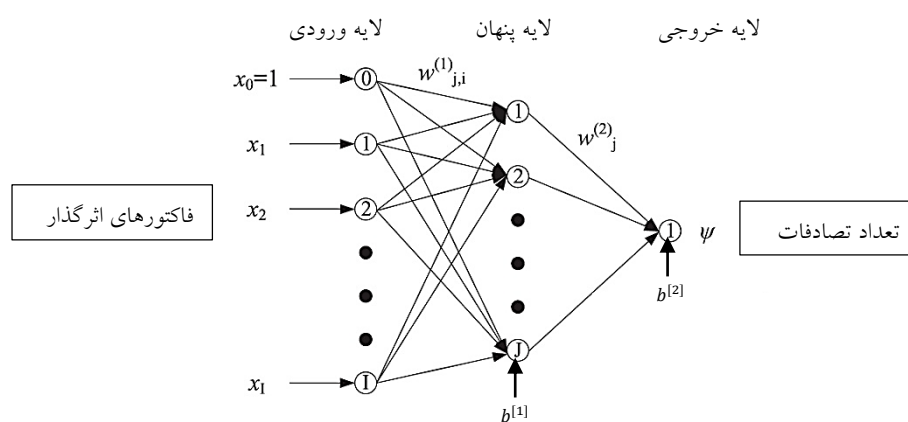 لایه ورودی
لایه پنهان
لایه خروجی
x₀=1
0
w⁽¹⁾j,i
1
x₁
1
w⁽²⁾j
2
x₂
2
فاکتورهای اثرگذار
1
ψ
تعداد تصادفات
b[2]
xI
I
J
b[1]